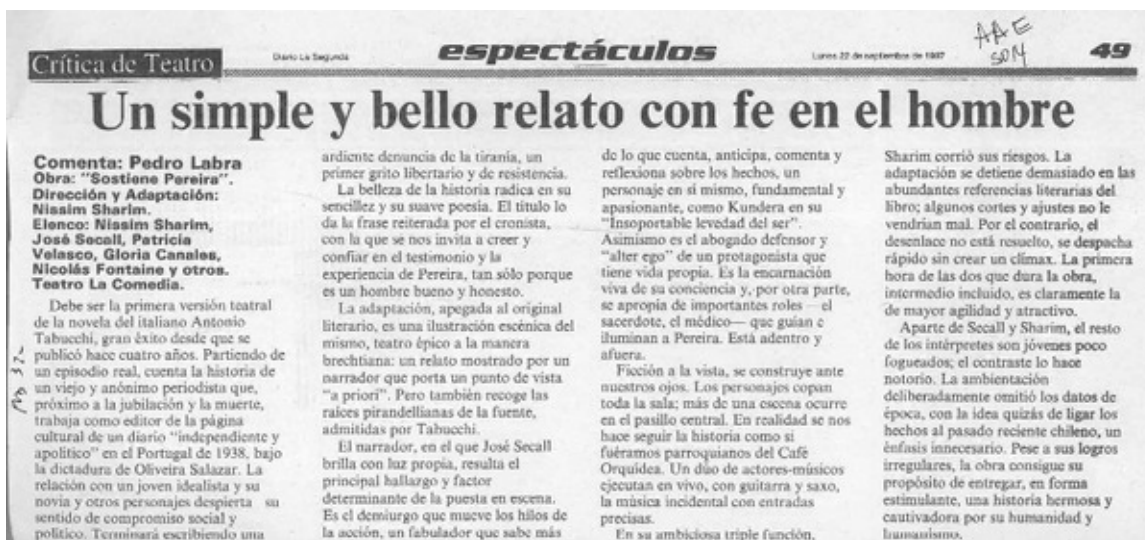 Crítica de Teatro
Diario La Segunda
espectáculos
Lunes 22 de septiembre de 1997
AAE
SOM
49
Un simple y bello relato con fe en el hombre
Comenta: Pedro Labra
Obra: "Sostiene Pereira".
Dirección y Adaptación:
Nissim Sharim.
Elenco: Nissim Sharim,
José Secall, Patricia
Velasco, Gloria Canales,
Nicolás Fontaine y otros.
Teatro La Comedia.
Debe ser la primera versión teatral
de la novela del italiano Antonio
Tabucchi, gran éxito desde que se
publicó hace cuatro años. Partiendo de
un episodio real, cuenta la historia de
un viejo y anónimo periodista que,
próximo a la jubilación y la muerte,
trabaja como editor de la página
cultural de un diario "independiente y
apolítico" en el Portugal de 1938, bajo
la dictadura de Oliveira Salazar. La
relación con un joven idealista y su
novia y otros personajes despierta su
sentido de compromiso social y
político. Terminará escribiendo una
ardiente denuncia de la tiranía, un
primer grito libertario y de resistencia.
La belleza de la historia radica en su
sencillez y su suave poesía. El título lo
da la frase reiterada por el cronista,
con la que se nos invita a creer y
confiar en el testimonio y la
experiencia de Pereira, tan sólo porque
es un hombre bueno y honesto.
La adaptación, apegada al original
literario, es una ilustración escénica del
mismo, teatro épico a la manera
brechtiana: un relato mostrado por un
narrador que porta un punto de vista
"a priori". Pero también recoge las
raíces pirandellianas de la fuente,
admitidas por Tabucchi.
El narrador, en el que José Secall
brilla con luz propia, resulta el
principal hallazgo y factor
determinante de la puesta en escena.
Es el demiurgo que mueve los hilos de
la acción, un fabulador que sabe más
de lo que cuenta, anticipa, comenta y
reflexiona sobre los hechos, un
personaje en sí mismo, fundamental y
apasionante, como Kundera en su
"Insoportable levedad del ser".
Asimismo es el abogado defensor y
"alter ego" de un protagonista que
tiene vida propia. Es la encarnación
viva de su conciencia y, por otra parte,
se apropia de importantes roles —el
sacerdote, el médico— que guían e
iluminan a Pereira. Está adentro y
afuera.
Ficción a la vista, se construye ante
nuestros ojos. Los personajes copan
toda la sala; más de una escena ocurre
en el pasillo central. En realidad se nos
hace seguir la historia como si
fuéramos parroquianos del Café
Orquídea. Un dúo de actores-músicos
ejecutan en vivo, con guitarra y saxo,
la música incidental con entradas
precisas.
En su ambiciosa triple función,
Sharim corrió sus riesgos. La
adaptación se detiene demasiado en las
abundantes referencias literarias del
libro; algunos cortes y ajustes no le
vendrían mal. Por el contrario, el
desenlace no está resuelto, se despacha
rápido sin crear un clímax. La primera
hora de las dos que dura la obra,
intermedio incluido, es claramente la
de mayor agilidad y atractivo.
Aparte de Secall y Sharim, el resto
de los intérpretes son jóvenes poco
fogueados; el contraste lo hace
notorio. La ambientación
deliberadamente omitió los datos de
época, con la idea quizás de ligar los
hechos al pasado reciente chileno, un
énfasis innecesario. Pese a sus logros
irregulares, la obra consigue su
propósito de entregar, en forma
estimulante, una historia hermosa y
cautivadora por su humanidad y
humanismo.